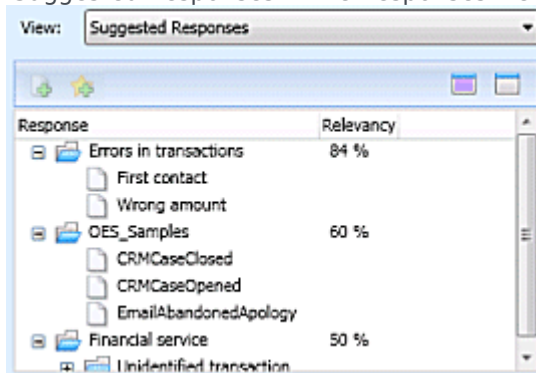 View: Suggested Responses
Response Relevancy
Errors in transactions 84 %
First contact
Wrong amount
OES_Samples 60 %
CRMCaseClosed
CRMCaseOpened
EmailAbandonedApology
Financial service 50 %
Unidentified transaction